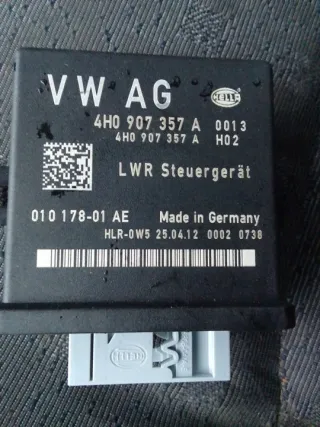 VW AG
HELLA
4H0 907 357 A 0013
4H0 907 357 A H02
LWR Steuergerät
010 178-01 AE Made in Germany
HLR-0W5 25.04.12 0002 0738